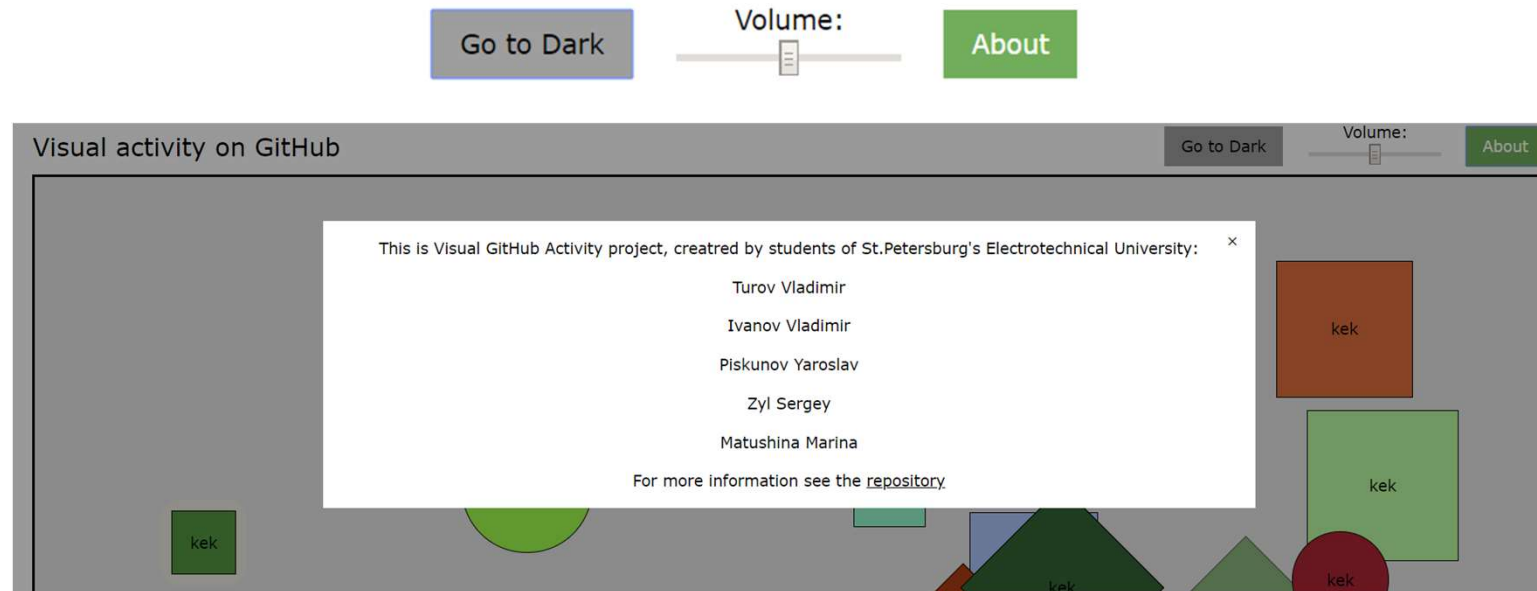 Go to Dark
Volume:
About
Visual activity on GitHub
Go to Dark
Volume:
About
This is Visual GitHub Activity project, creatred by students of St.Petersburg's Electrotechnical University:
×
Turov Vladimir
Ivanov Vladimir
Piskunov Yaroslav
Zyl Sergey
Matushina Marina
For more information see the repository
kek
kek
kek
kek
kek